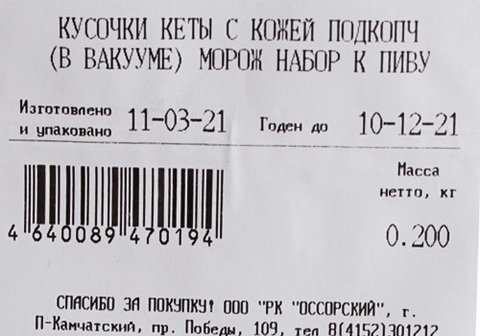 КУСОЧКИ КЕТЫ С КОЖЕЙ ПОДКОПЧ
(В ВАКУУМЕ) МОРОЖ НАБОР К ПИВУ
Изготовлено и упаковано 11-03-21 Годен до 10-12-21
Масса нетто, кг
4 640089 470194
0.200
СПАСИБО ЗА ПОКУПКУ! ООО "РК "ОССОРСКИЙ", г.
П-Камчатский, пр. Победы, 109, тел 8(4152)301212